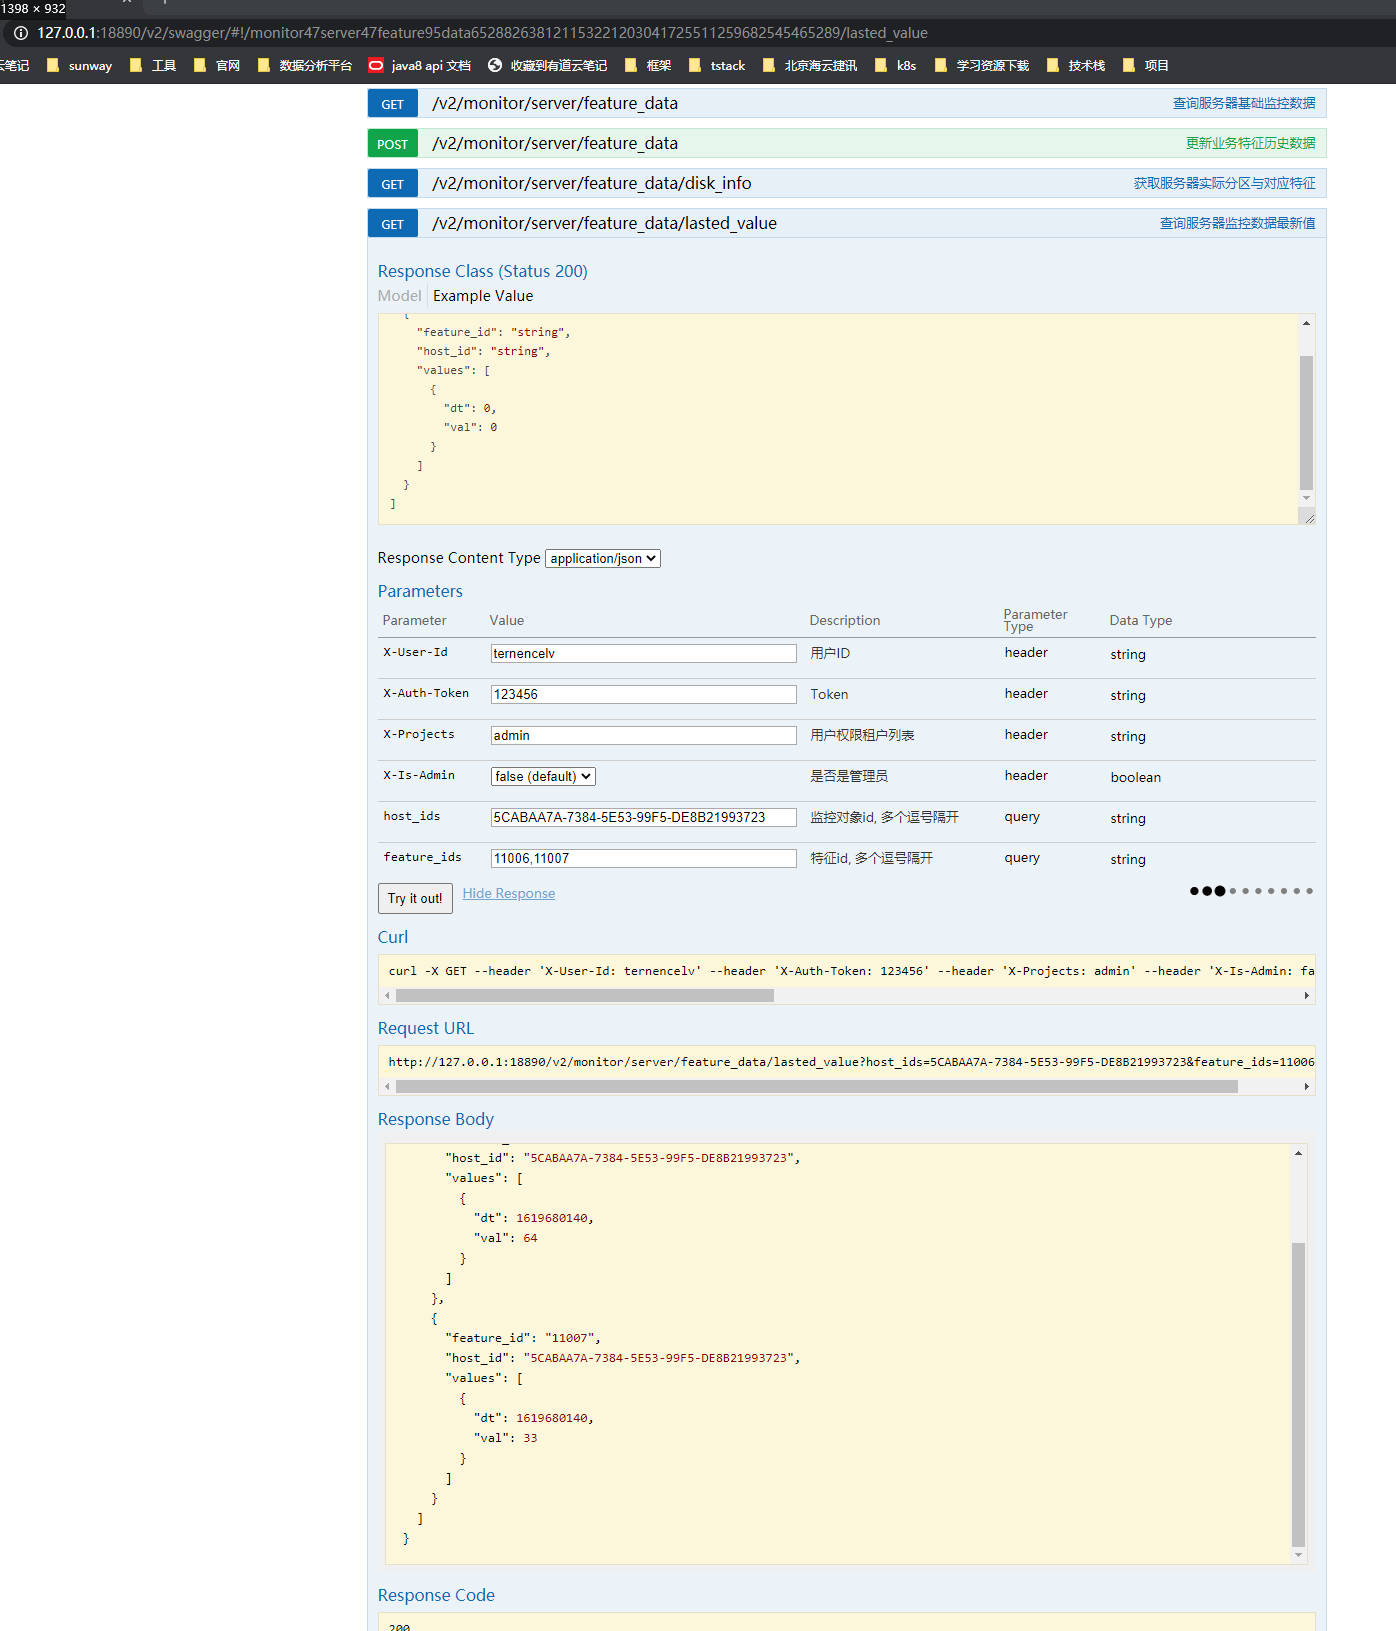 1398 × 932
127.0.0.1:18890/v2/swagger/#!/monitor47server47feature95data65288263812115322120304172551125968254546528­9/lasted_value
云笔记 sunway 工具 官网 数据分析平台 java8 api 文档 收藏到有道云笔记 框架 tstack 北京海云捷讯 k8s 学习资源下载 技术栈 项目
GET /v2/monitor/server/feature_data 查询服务器基础监控数据
POST /v2/monitor/server/feature_data 更新业务特征历史数据
GET /v2/monitor/server/feature_data/disk_info 获取服务器实际分区与对应特征
GET /v2/monitor/server/feature_data/lasted_value 查询服务器监控数据最新值
Response Class (Status 200)
Model Example Value
{
"feature_id": "string",
"host_id": "string",
"values": [
{
"dt": 0,
"val": 0
}
]
}
]
Response Content Type application/json
Parameters
Parameter Value Description Parameter Type Data Type
X-User-Id ternencelv 用户ID header string
X-Auth-Token 123456 Token header string
X-Projects admin 用户权限租户列表 header string
X-Is-Admin false (default) 是否是管理员 header boolean
host_ids 5CABAA7A-7384-5E53-99F5-DE8B21993723 监控对象id, 多个逗号隔开 query string
feature_ids 11006,11007 特征id, 多个逗号隔开 query string
Try it out! Hide Response
Curl
curl -X GET --header 'X-User-Id: ternencelv' --header 'X-Auth-Token: 123456' --header 'X-Projects: admin' --header 'X-Is-Admin: fa
Request URL
http://127.0.0.1:18890/v2/monitor/server/feature_data/lasted_value?host_ids=5CABAA7A-7384-5E53-99F5-DE8B21993723&feature_ids=11006
Response Body
"host_id": "5CABAA7A-7384-5E53-99F5-DE8B21993723",
"values": [
{
"dt": 1619680140,
"val": 64
}
]
},
{
"feature_id": "11007",
"host_id": "5CABAA7A-7384-5E53-99F5-DE8B21993723",
"values": [
{
"dt": 1619680140,
"val": 33
}
]
}
]
}
Response Code
200